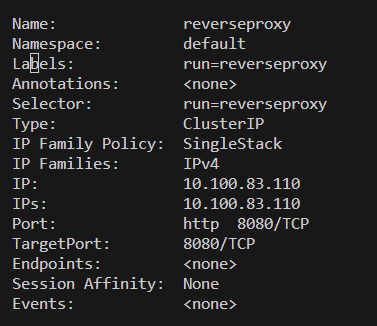 Name: reverseproxy
Namespace: default
Labels: run=reverseproxy
Annotations: <none>
Selector: run=reverseproxy
Type: ClusterIP
IP Family Policy: SingleStack
IP Families: IPv4
IP: 10.100.83.110
IPs: 10.100.83.110
Port: http 8080/TCP
TargetPort: 8080/TCP
Endpoints: <none>
Session Affinity: None
Events: <none>